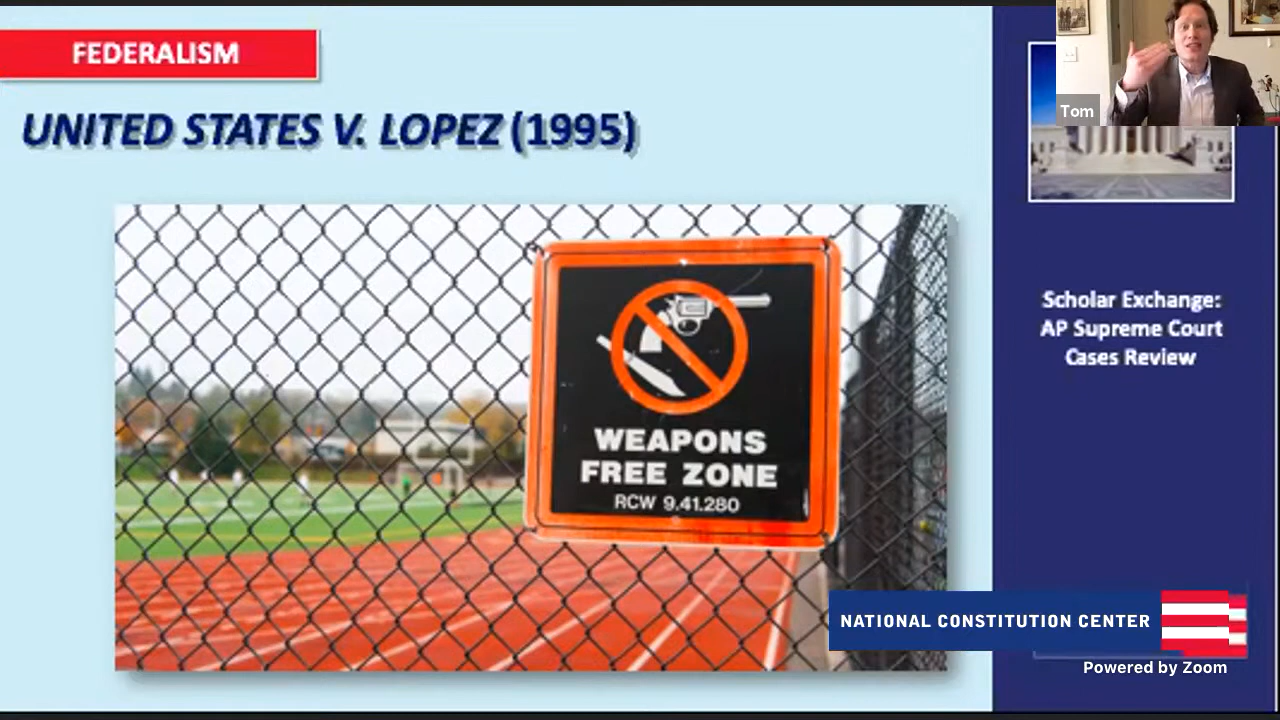 FEDERALISM
UNITED STATES V. LOPEZ (1995)
WEAPONS
FREE ZONE
RCW 9.41.280
Tom
Scholar Exchange:
AP Supreme Court
Cases Review
NATIONAL CONSTITUTION CENTER
Powered by Zoom